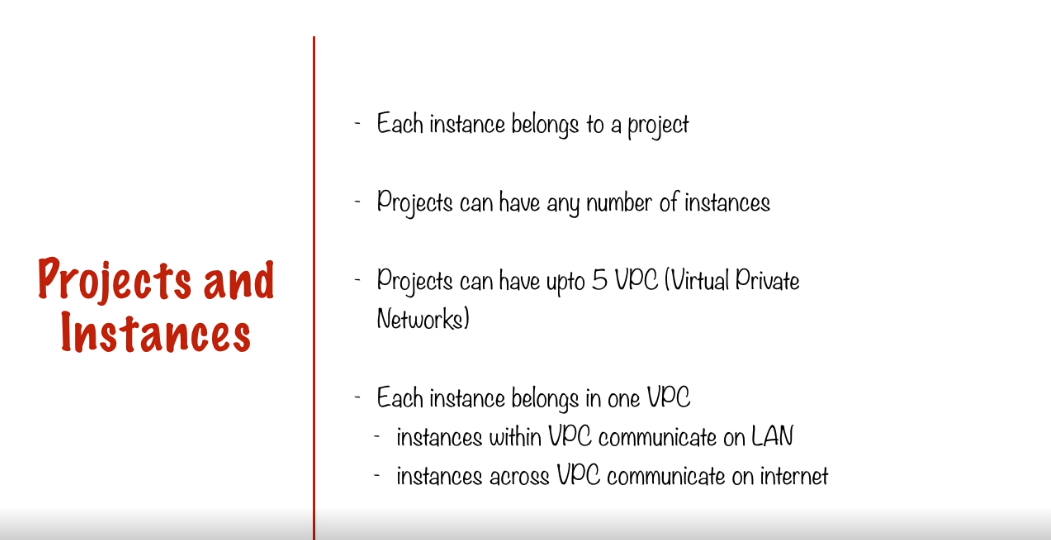 Projects and
Instances
- Each instance belongs to a project
- Projects can have any number of instances
- Projects can have upto 5 VPC (Virtual Private
Networks)
- Each instance belongs in one VPC
- instances within VPC communicate on LAN
- instances across VPC communicate on internet